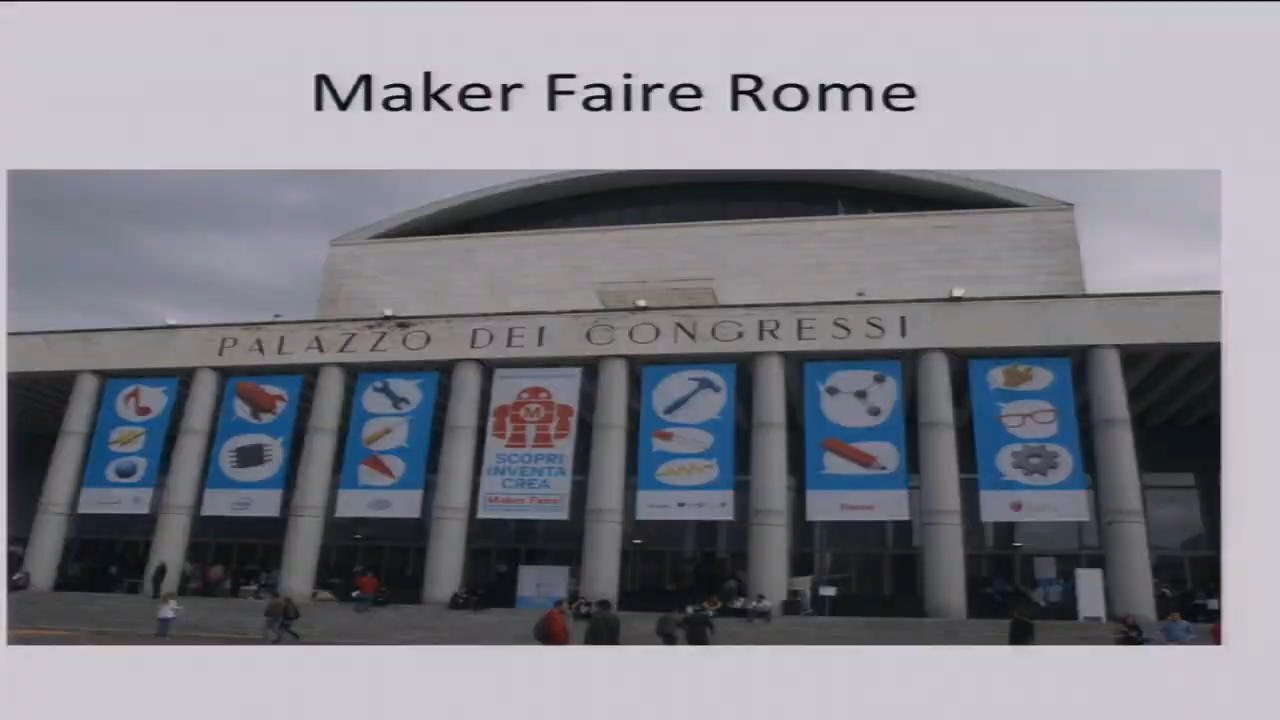 Maker Faire Rome
PALAZZO DEI CONGRESSI
M
SCOPRI
INVENTA
CREA
Maker Faire